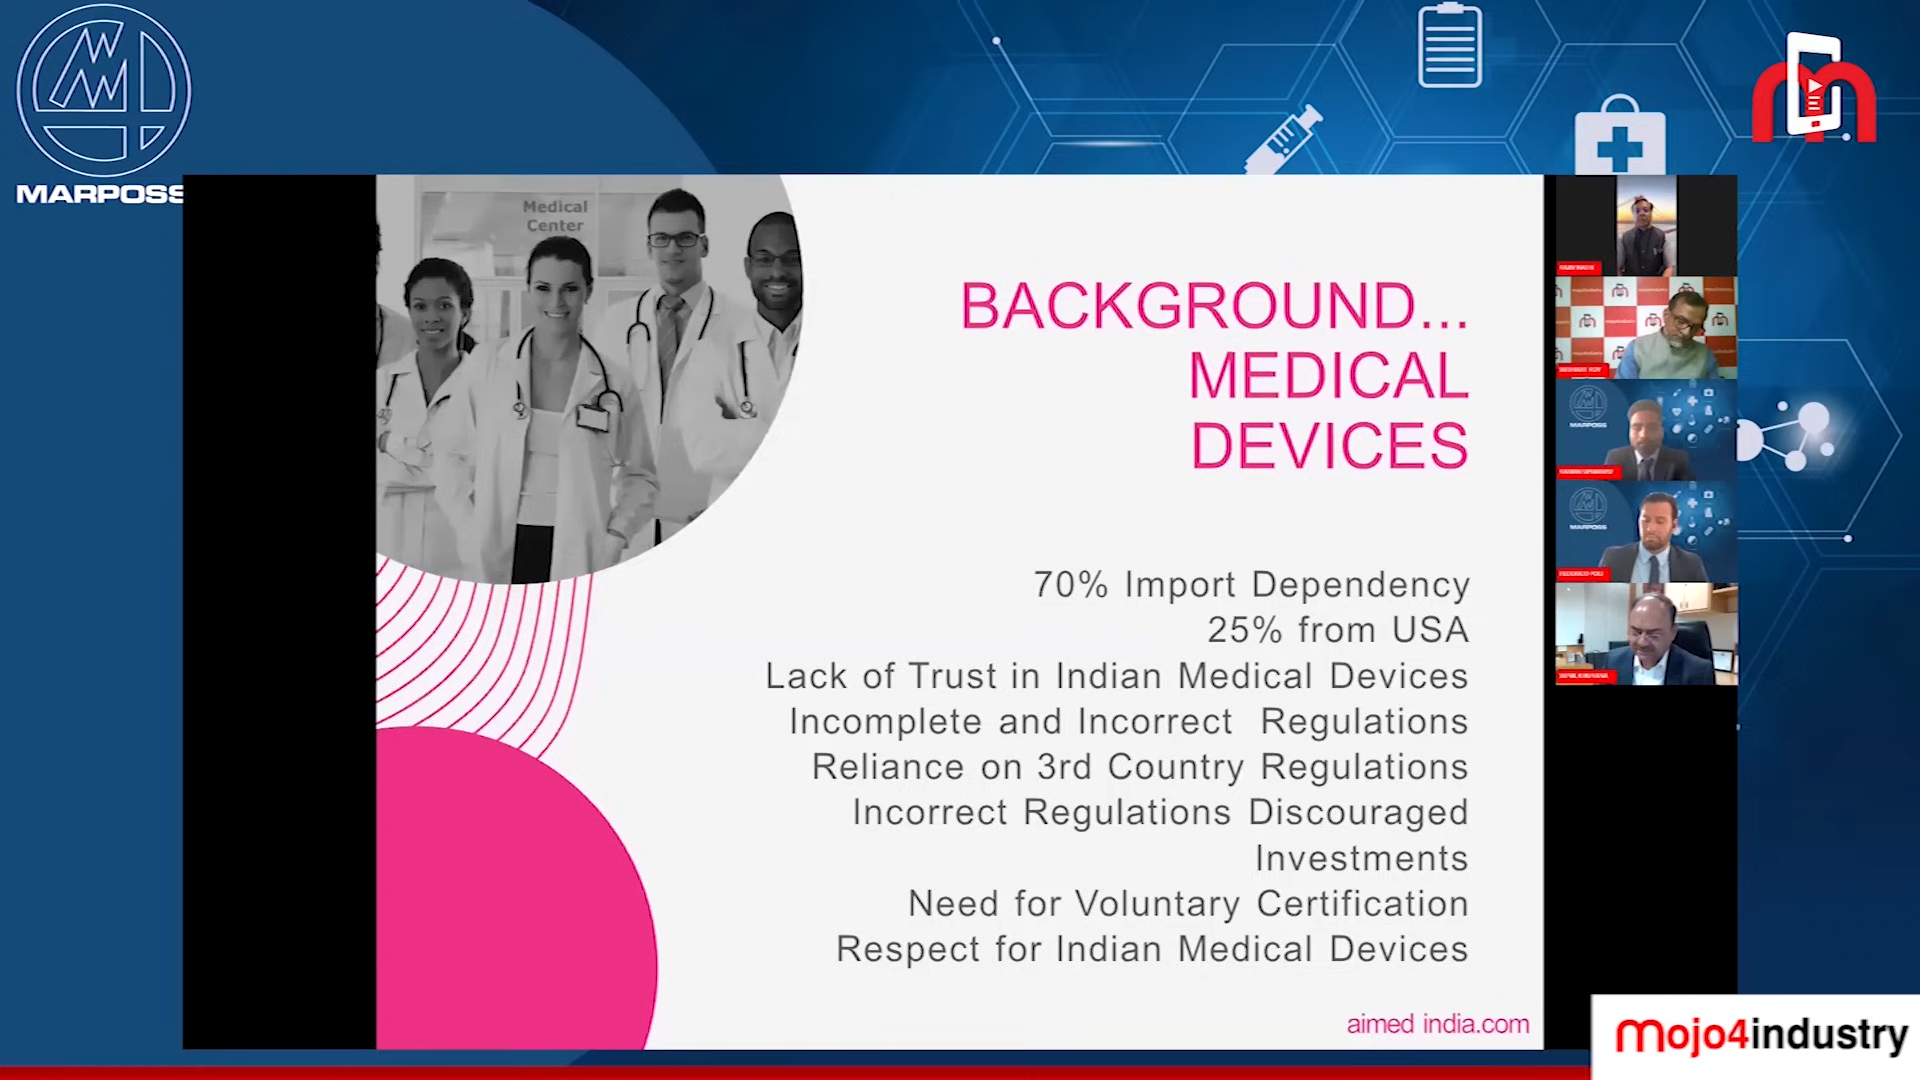 MARPOSS
Medical
Center
BACKGROUND...
MEDICAL
DEVICES
70% Import Dependency
25% from USA
Lack of Trust in Indian Medical Devices
Incomplete and Incorrect Regulations
Reliance on 3rd Country Regulations
Incorrect Regulations Discouraged
Investments
Need for Voluntary Certification
Respect for Indian Medical Devices
aimed india.com
MARPOSS
MARPOSS
mojo4industry